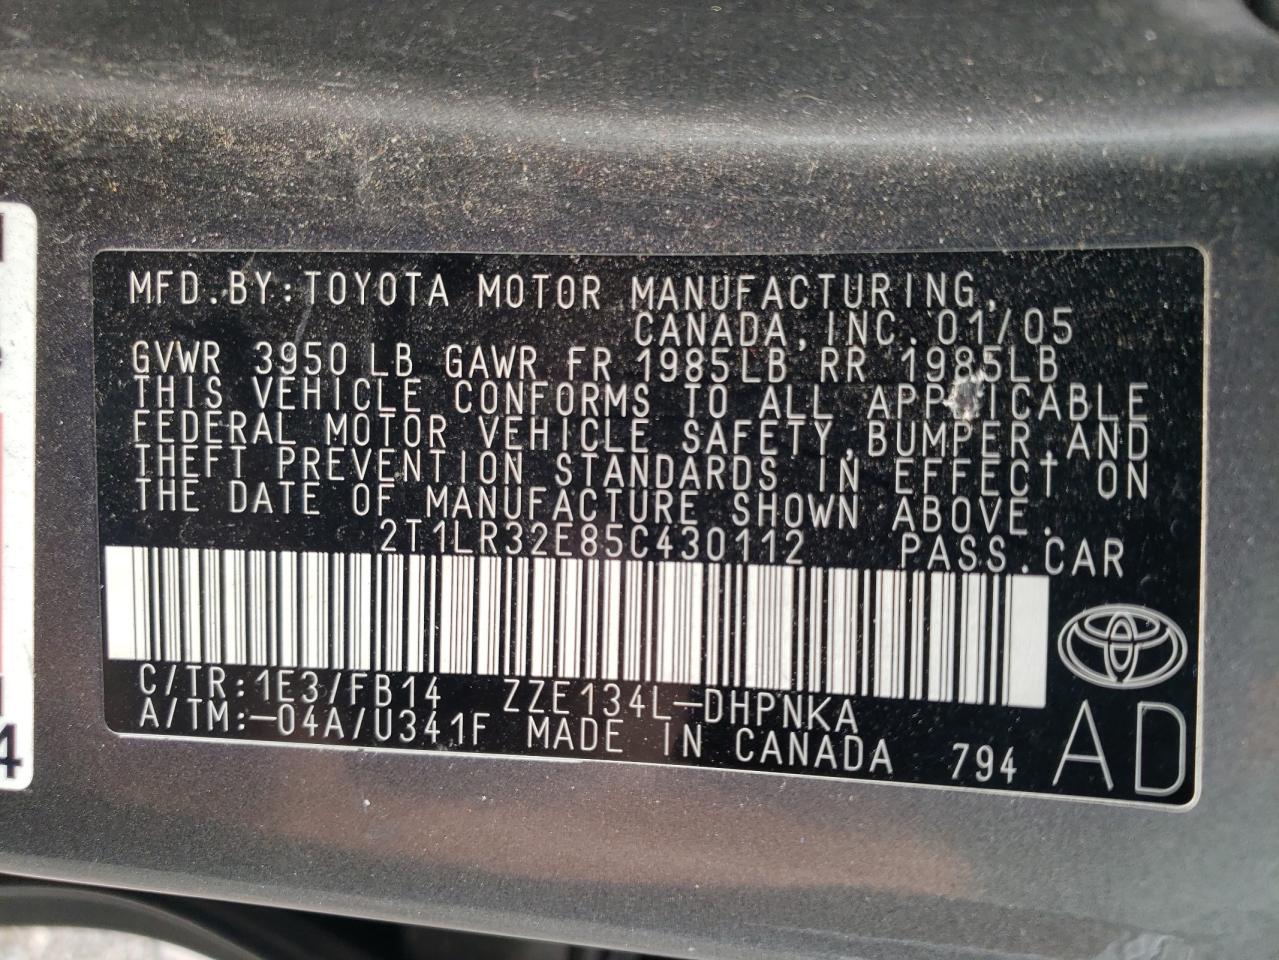 MFD.BY:TOYOTA MOTOR MANUFACTURING,
CANADA,INC.01/05
GVWR 3950LB GAWR FR 1985LB RR 1985LB
THIS VEHICLE CONFORMS TO ALL APPLICABLE
FEDERAL MOTOR VEHICLE SAFETY,BUMPER,AND
THEFT PREVENTION STANDARDS IN EFFECT ON
THE DATE OF MANUFACTURE SHOWN ABOVE.
2T1LR32E85C430112 PASS.CAR
C/TR:1E3/FB14 ZZE134L-DHPNKA
A/TM:-04A/U341F MADE IN CANADA 794
AD
4